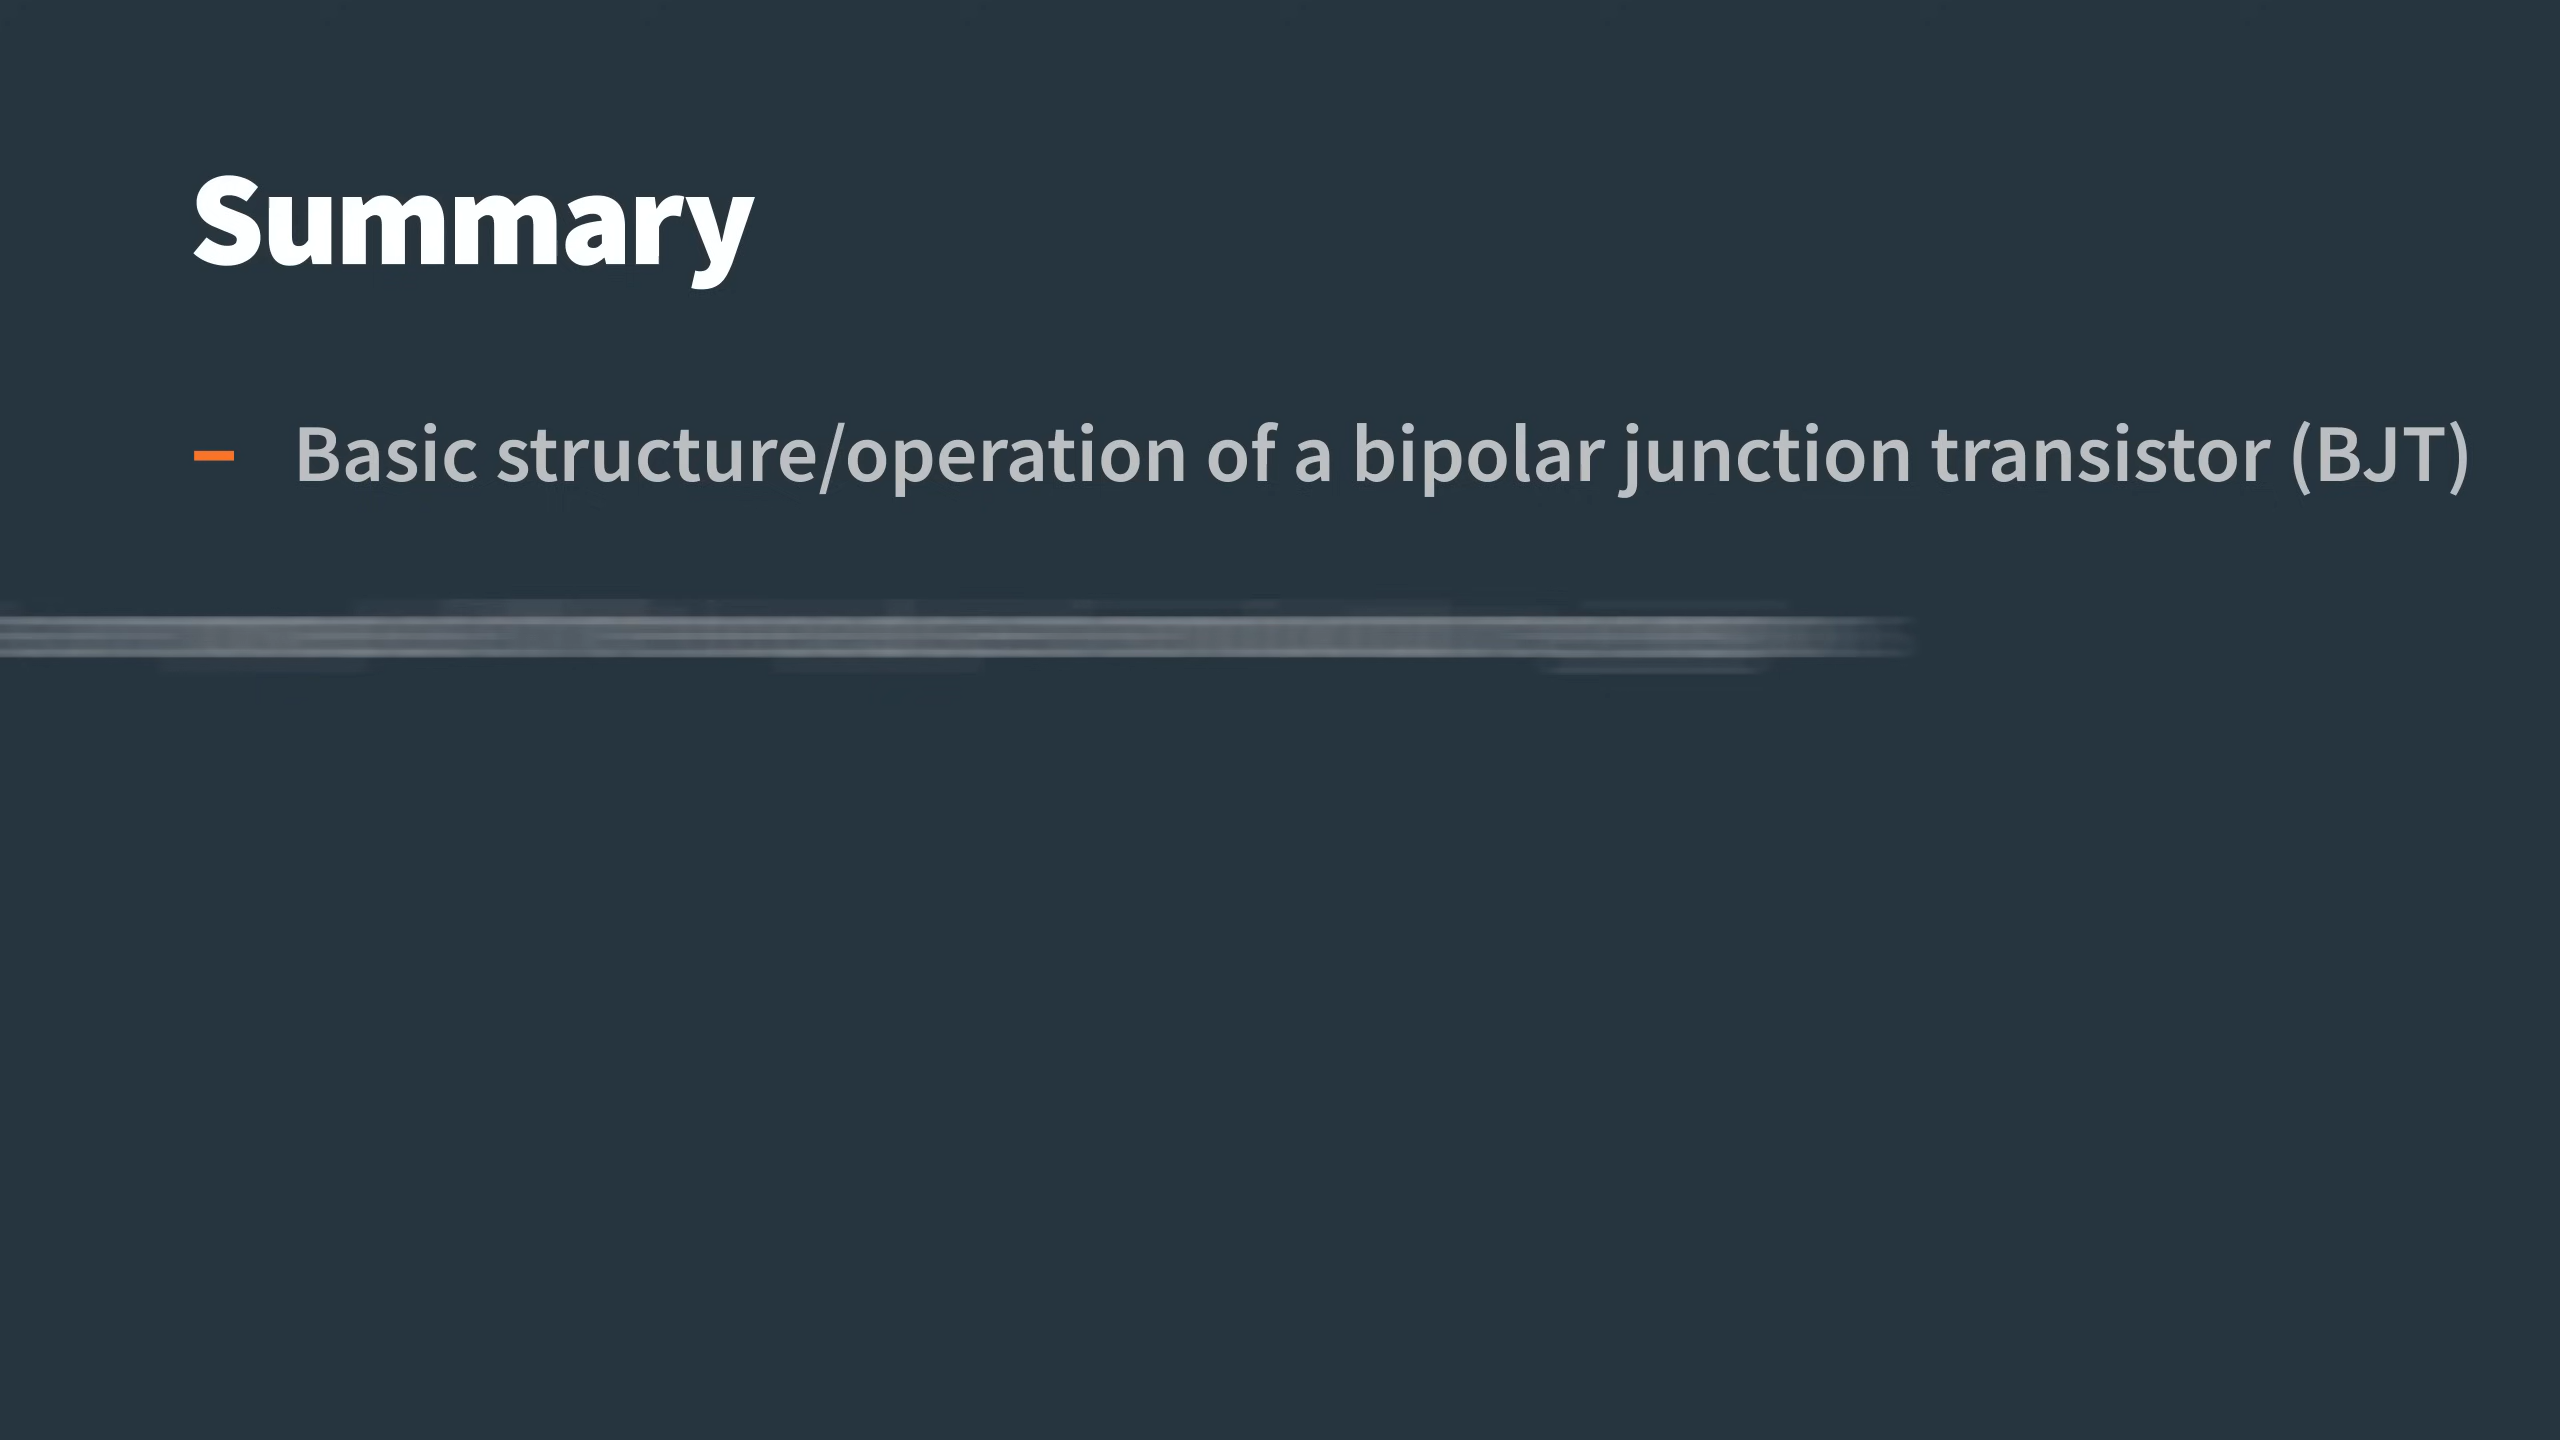 Summary
– Basic structure/operation of a bipolar junction transistor (BJT)